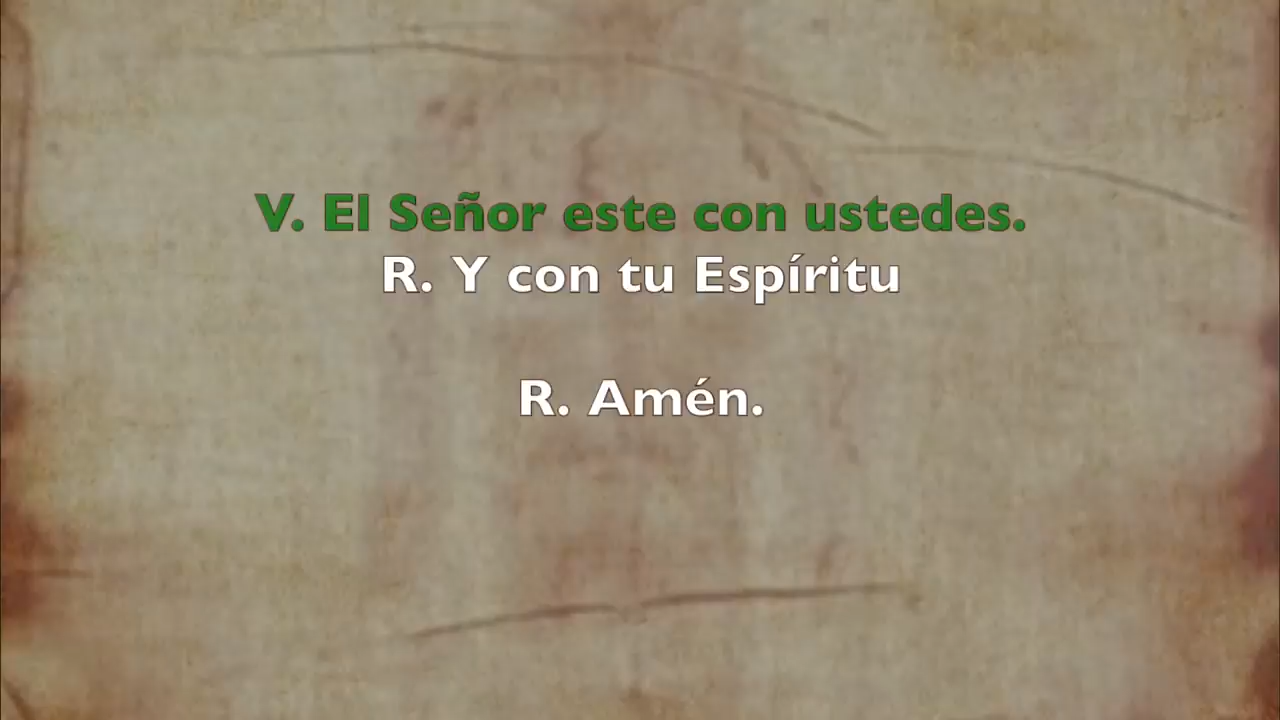 V. El Señor este con ustedes.
R. Y con tu Espíritu
R. Amén.